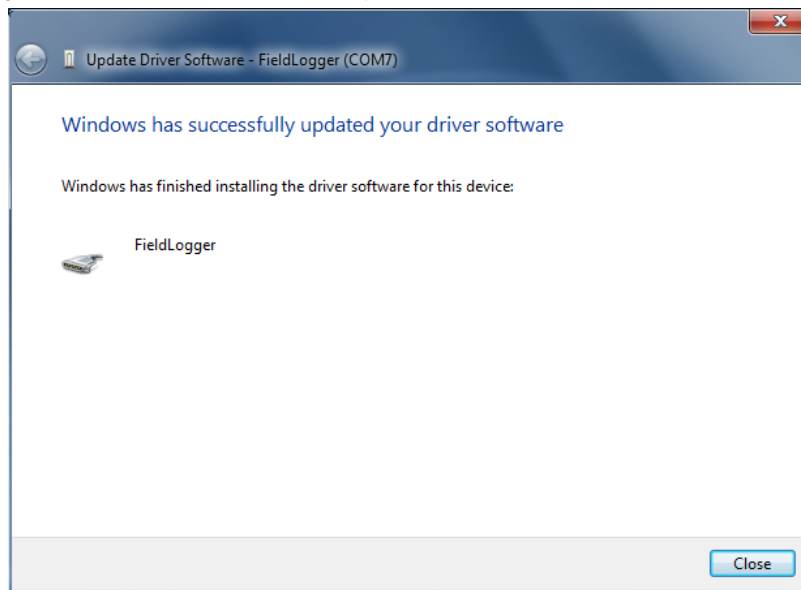 Update Driver Software - FieldLogger (COM7)
Windows has successfully updated your driver software
Windows has finished installing the driver software for this device:
FieldLogger
Close